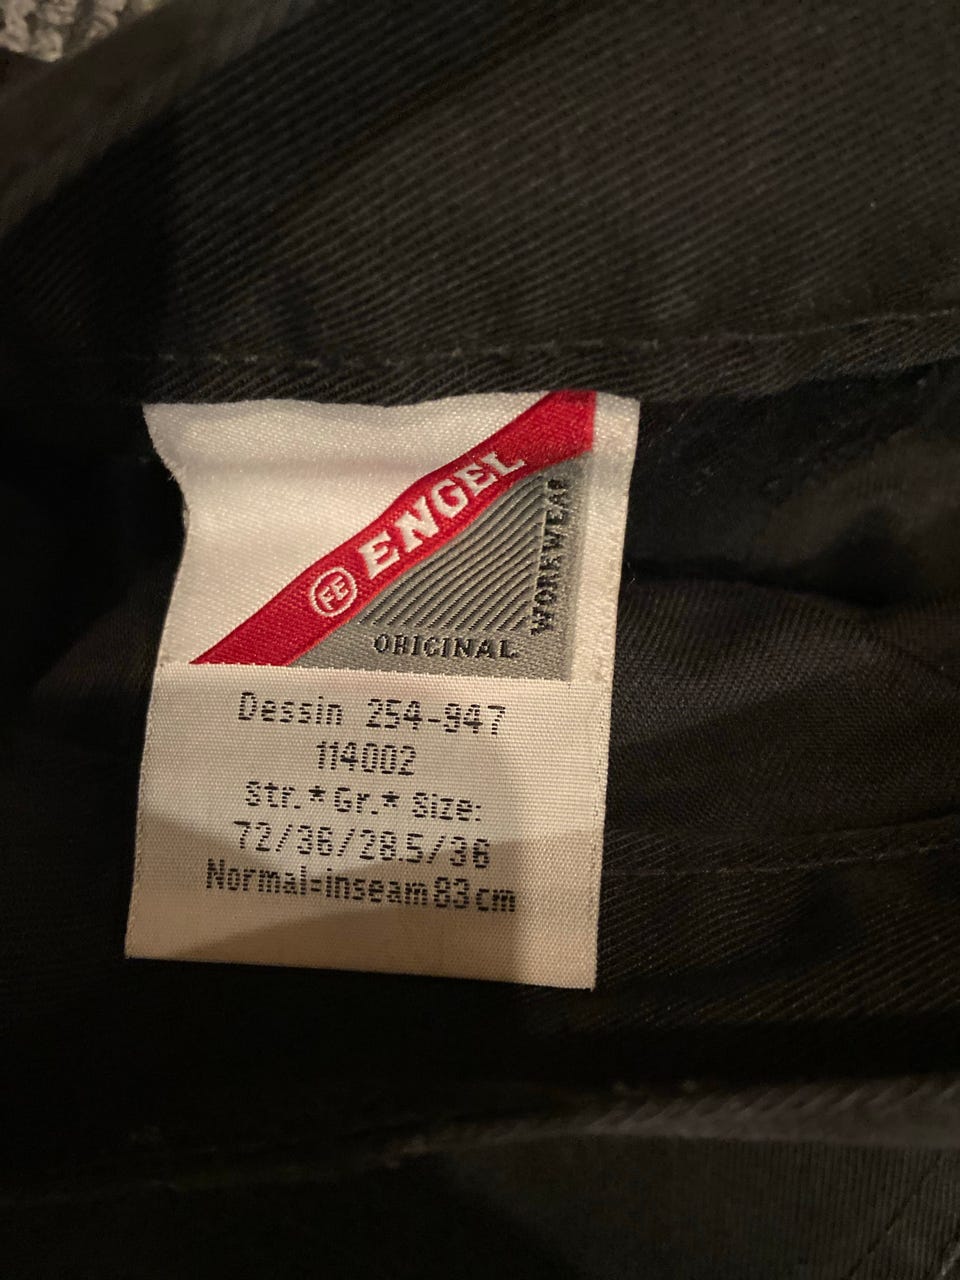 FE ENGEL
WORKWEAR
ORIGINAL
Dessin 254-947
114002
Str.*Gr.* Size:
72/36/28.5/36
Normal=inseam 83 cm